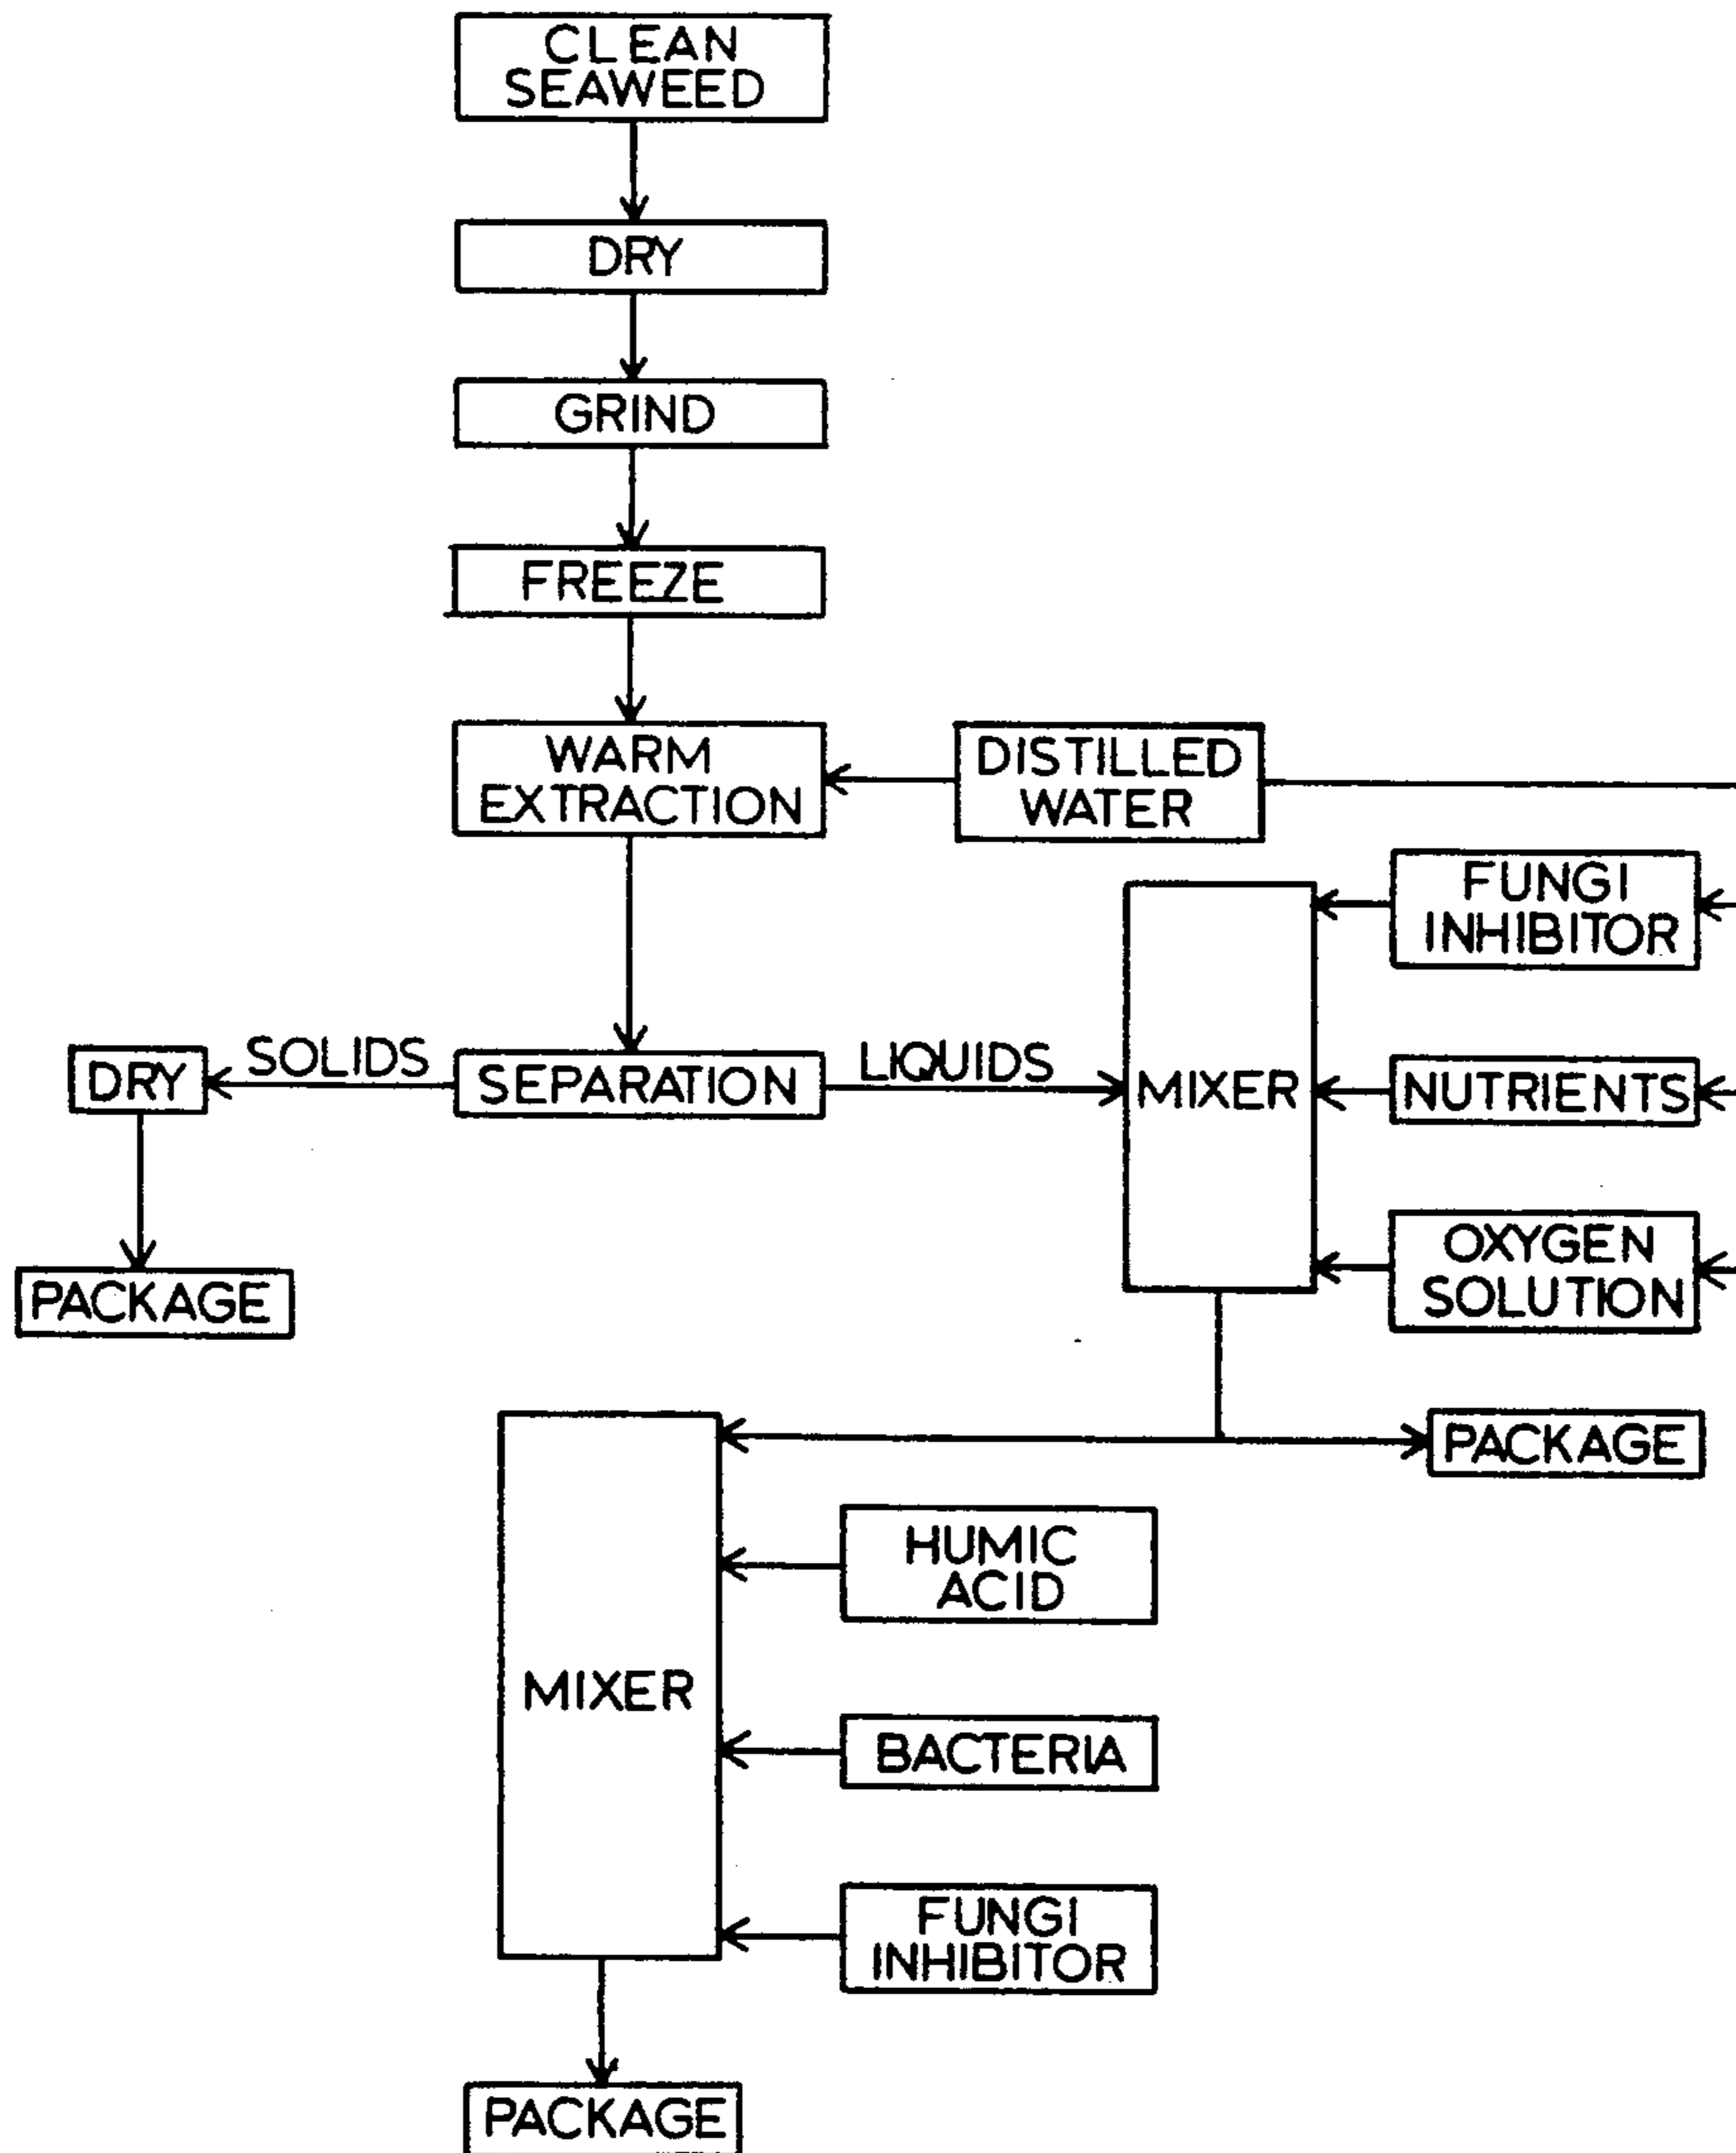 CLEAN
SEAWEED
DRY
GRIND
FREEZE
WARM
EXTRACTION
DISTILLED
WATER
FUNGI
INHIBITOR
SOLIDS
LIQUIDS
DRY
SEPARATION
MIXER
NUTRIENTS
OXYGEN
SOLUTION
PACKAGE
PACKAGE
HUMIC
ACID
MIXER
BACTERIA
FUNGI
INHIBITOR
PACKAGE